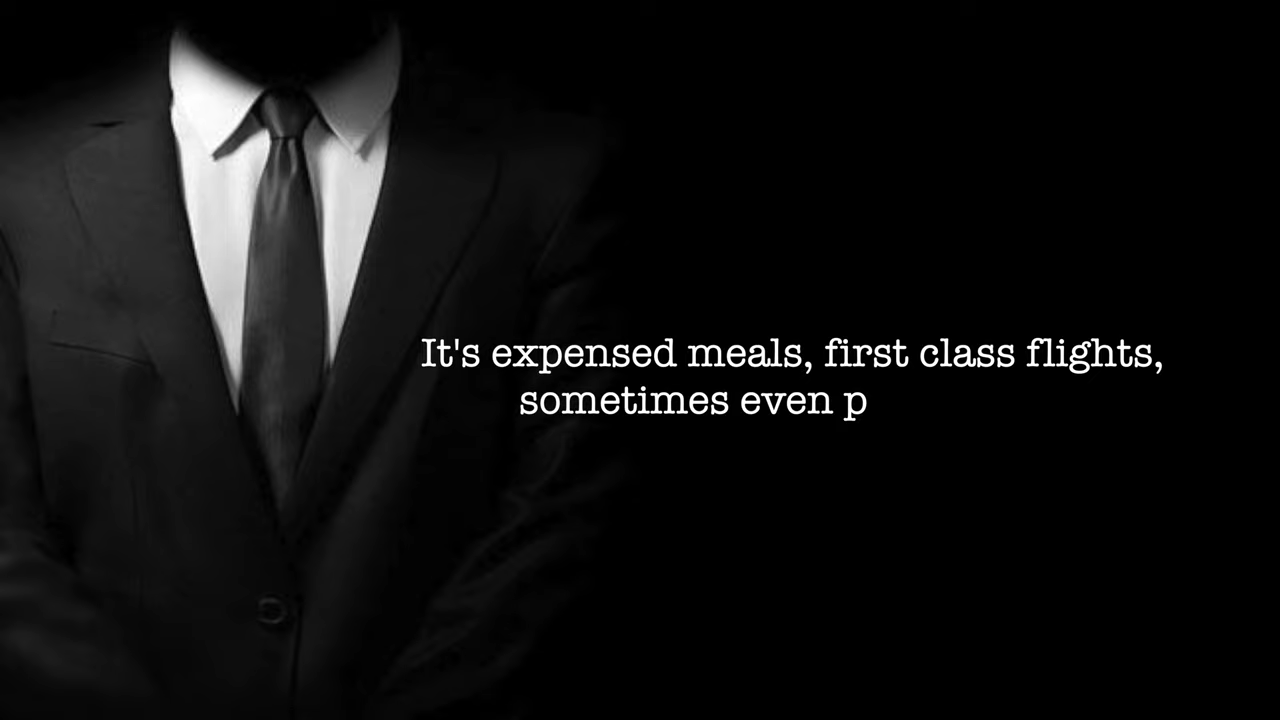 It's expensed meals, first class flights,
sometimes even p